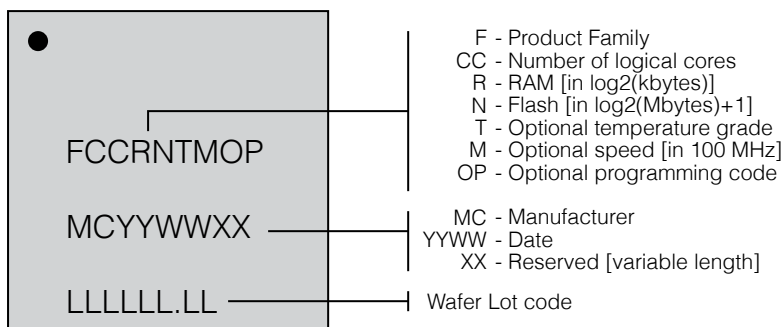 FCCRNTMOP
F - Product Family
CC - Number of logical cores
R - RAM [in log2(kbytes)]
N - Flash [in log2(Mbytes)+1]
T - Optional temperature grade
M - Optional speed [in 100 MHz]
OP - Optional programming code
MCYYWWXX
MC - Manufacturer
YYWW - Date
XX - Reserved [variable length]
LLLLLL.LL
Wafer Lot code